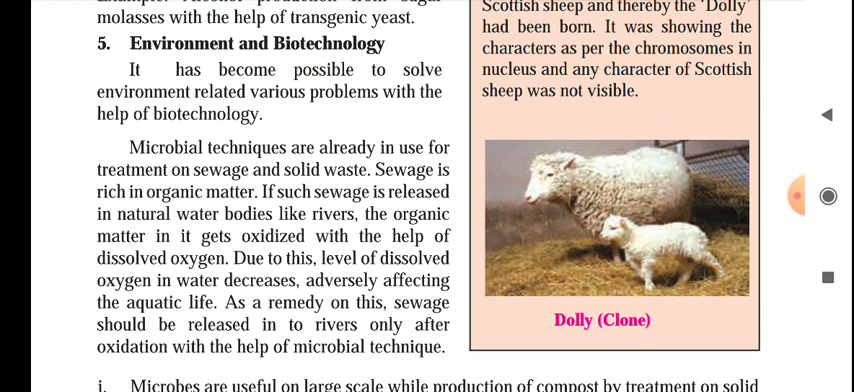 molasses with the help of transgenic yeast.
5. Environment and Biotechnology
It has become possible to solve
environment related various problems with the
help of biotechnology.
Microbial techniques are already in use for
treatment on sewage and solid waste. Sewage is
rich in organic matter. If such sewage is released
in natural water bodies like rivers, the organic
matter in it gets oxidized with the help of
dissolved oxygen. Due to this, level of dissolved
oxygen in water decreases, adversely affecting
the aquatic life. As a remedy on this, sewage
should be released in to rivers only after
oxidation with the help of microbial technique.
Scottish sheep and thereby the 'Dolly'
had been born. It was showing the
characters as per the chromosomes in
nucleus and any character of Scottish
sheep was not visible.
Dolly (Clone)
i. Microbes are useful on large scale while production of compost by treatment on solid